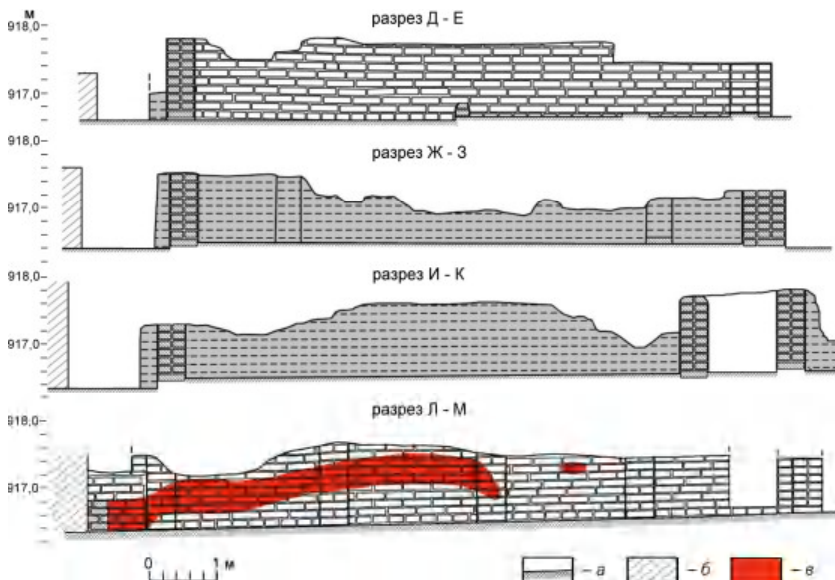 м
разрез Д - Е
918,0
917,0
918,0
разрез Ж - З
917,0
918,0
разрез И - К
917,0
разрез Л - М
918,0
917,0
0 1 м
- а - б - в